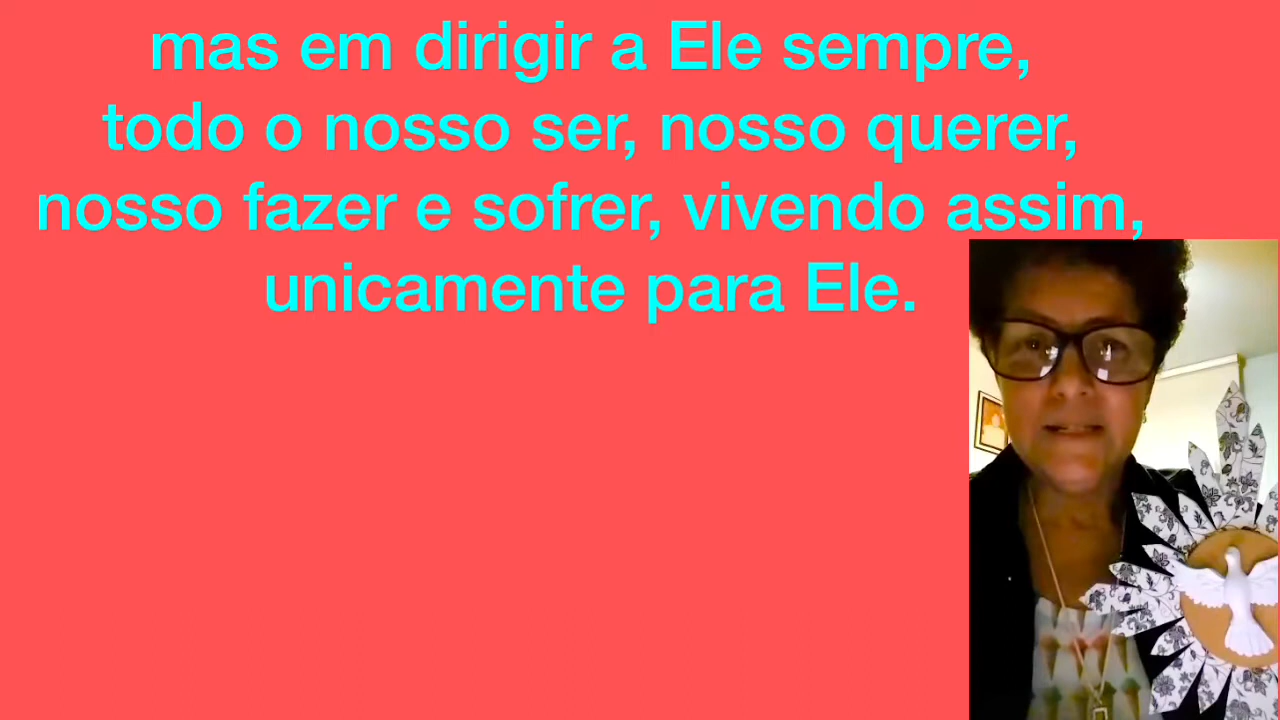 mas em dirigir a Ele sempre,
todo o nosso ser, nosso querer,
nosso fazer e sofrer, vivendo assim,
unicamente para Ele.